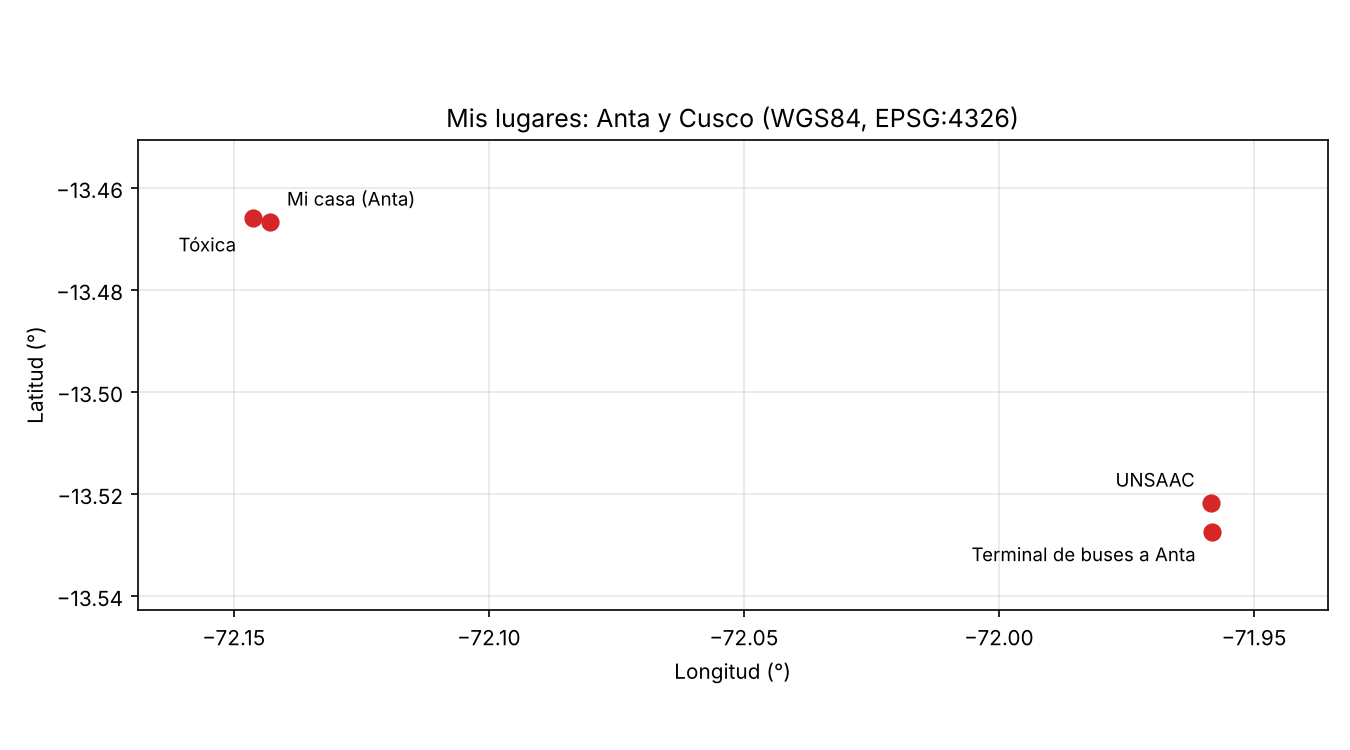 Mis lugares: Anta y Cusco (WGS84, EPSG:4326)
−13.46
Mi casa (Anta)
Tóxica
−13.48
Latitud (°)
−13.50
UNSAAC
−13.52
Terminal de buses a Anta
−13.54
−72.15 −72.10 −72.05 −72.00 −71.95
Longitud (°)